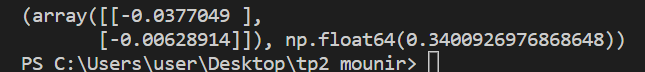 (array([[-0.0377049 ],
       [-0.00628914]]), np.float64(0.3400926976868648))
PS C:\Users\user\Desktop\tp2 mounir>